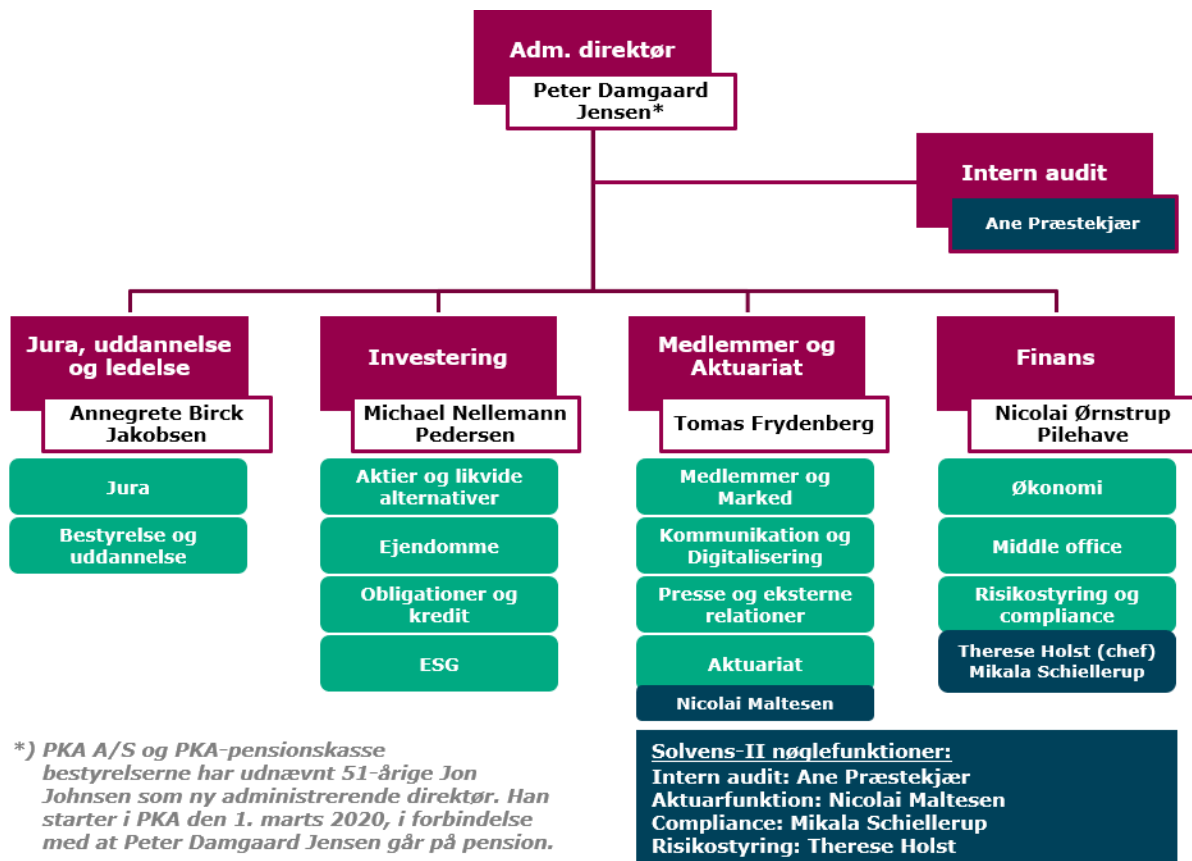 Adm. direktør
Peter Damgaard
Jensen*
Intern audit
Ane Præstekjær
Jura, uddannelse
og ledelse
Annegrete Birck
Jakobsen
Jura
Bestyrelse og
uddannelse
Investering
Michael Nellemann
Pedersen
Aktier og likvide
alternativer
Ejendomme
Obligationer og
kredit
ESG
Medlemmer og
Aktuariat
Tomas Frydenberg
Medlemmer og
Marked
Kommunikation og
Digitalisering
Presse og eksterne
relationer
Aktuariat
Nicolai Maltesen
Finans
Nicolai Ørnstrup
Pilehave
Økonomi
Middle office
Risikostyring og
compliance
Therese Holst (chef)
Mikala Schiellerup
*) PKA A/S og PKA-pensionskasse
bestyrelserne har udnævnt 51-årige Jon
Johnsen som ny administrerende direktør. Han
starter i PKA den 1. marts 2020, i forbindelse
med at Peter Damgaard Jensen går på pension.
Solvens-II nøglefunktioner:
Intern audit: Ane Præstekjær
Aktuarfunktion: Nicolai Maltesen
Compliance: Mikala Schiellerup
Risikostyring: Therese Holst